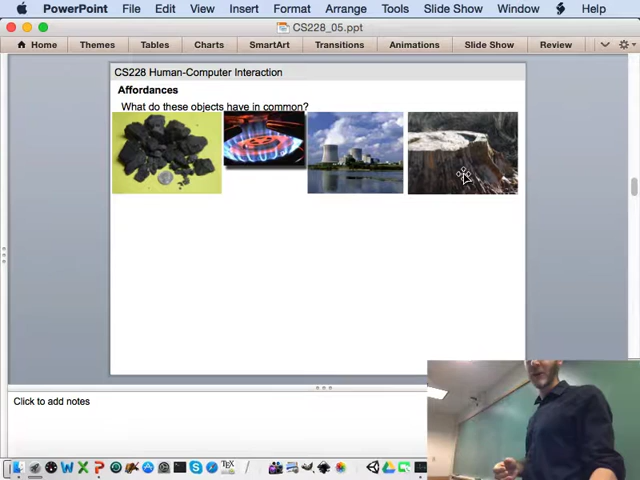 PowerPoint File Edit View Insert Format Arrange Tools Slide Show Window Help
CS228_05.ppt
Home Themes Tables Charts SmartArt Transitions Animations Slide Show Review
CS228 Human-Computer Interaction
Affordances
What do these objects have in common?
Click to add notes